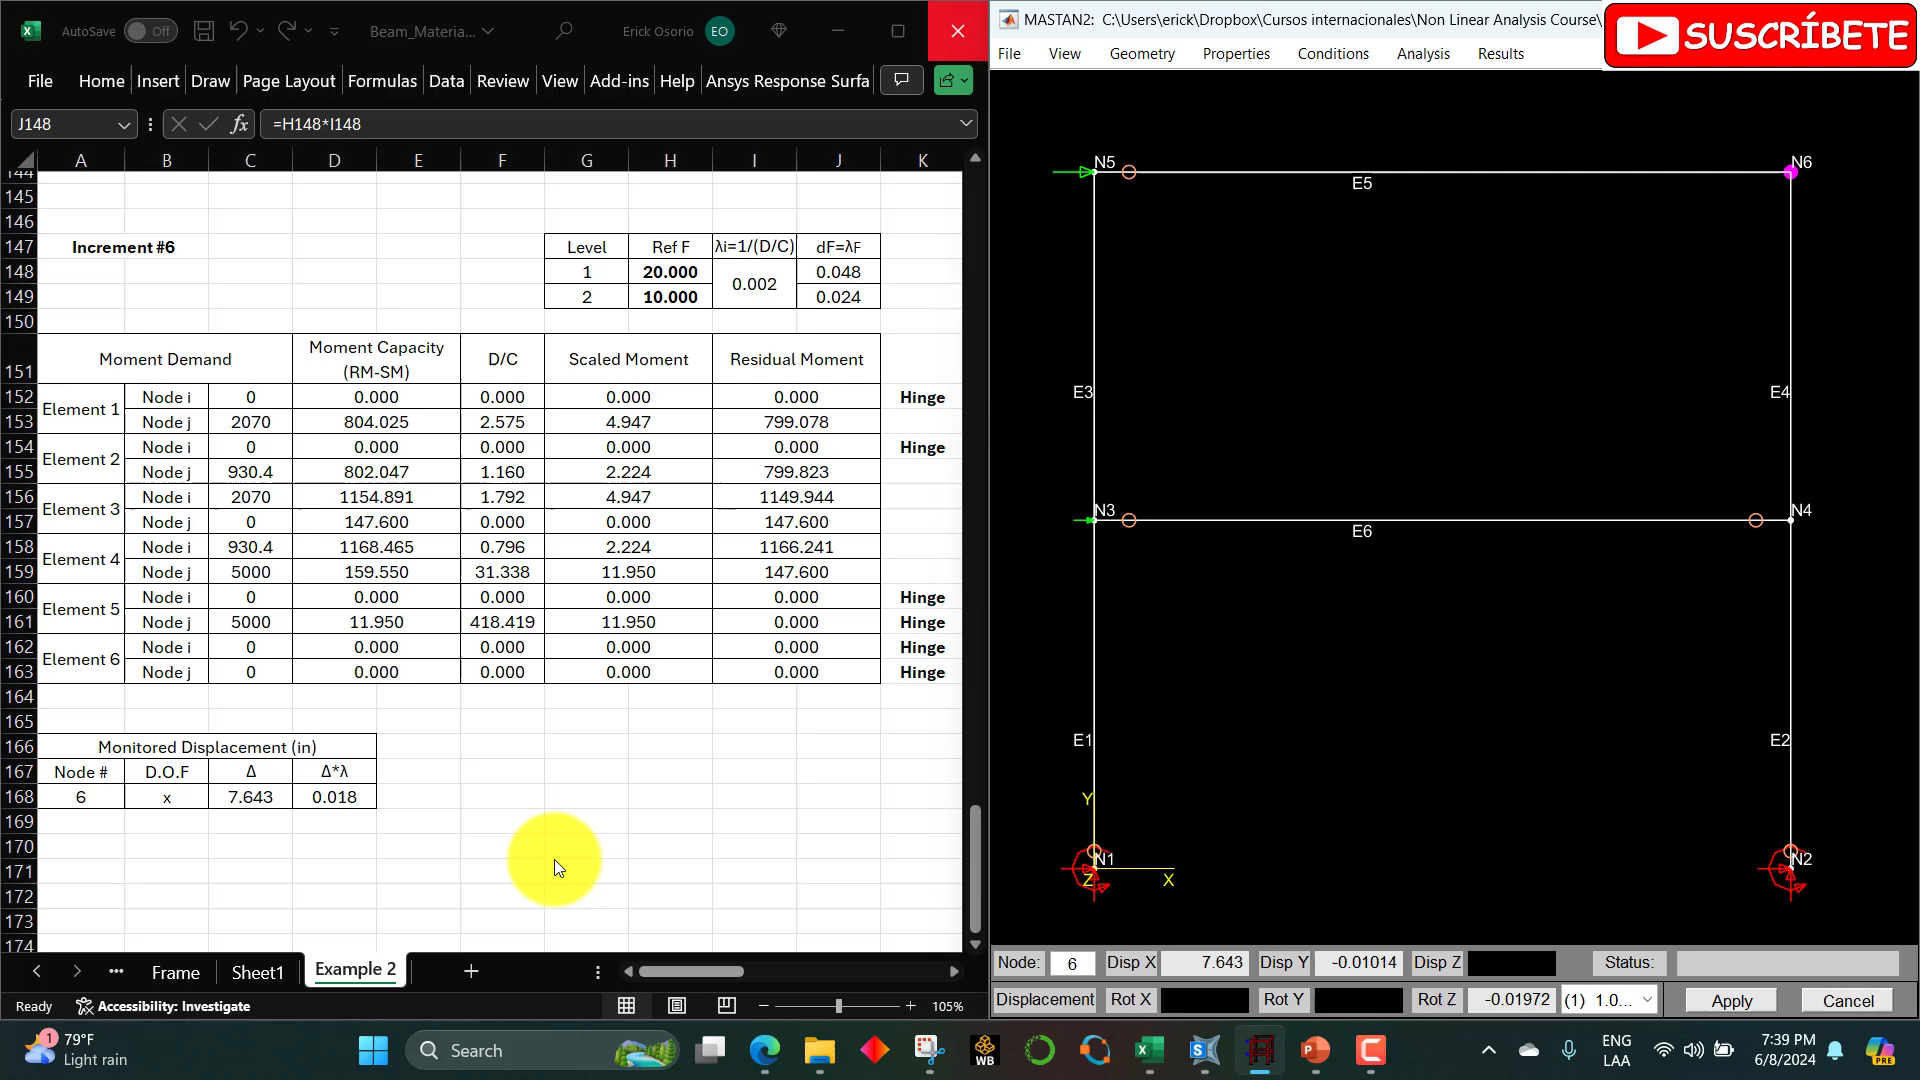 AutoSave Off Beam_Materia... Erick Osorio EO
File Home Insert Draw Page Layout Formulas Data Review View Add-ins Help Ansys Response Surfa
J148 fx =H148*I148
A B C D E F G H I J K
144
145
146
147 Increment #6 Level Ref F λi=1/(D/C) dF=λF
148 1 20.000 0.002 0.048
149 2 10.000 0.024
150
151 Moment Demand Moment Capacity (RM-SM) D/C Scaled Moment Residual Moment
152 Element 1 Node i 0 0.000 0.000 0.000 0.000 Hinge
153 Node j 2070 804.025 2.575 4.947 799.078
154 Element 2 Node i 0 0.000 0.000 0.000 0.000 Hinge
155 Node j 930.4 802.047 1.160 2.224 799.823
156 Element 3 Node i 2070 1154.891 1.792 4.947 1149.944
157 Node j 0 147.600 0.000 0.000 147.600
158 Element 4 Node i 930.4 1168.465 0.796 2.224 1166.241
159 Node j 5000 159.550 31.338 11.950 147.600
160 Element 5 Node i 0 0.000 0.000 0.000 0.000 Hinge
161 Node j 5000 11.950 418.419 11.950 0.000 Hinge
162 Element 6 Node i 0 0.000 0.000 0.000 0.000 Hinge
163 Node j 0 0.000 0.000 0.000 0.000 Hinge
164
165
166 Monitored Displacement (in)
167 Node # D.O.F Δ Δ*λ
168 6 x 7.643 0.018
169
170
171
172
173
174
Frame Sheet1 Example 2
Ready Accessibility: Investigate 105%
MASTAN2: C:\Users\erick\Dropbox\Cursos internacionales\Non Linear Analysis Course\
SUSCRÍBETE
File View Geometry Properties Conditions Analysis Results
N5 N6
E5
E3 E4
N3 N4
E6
E1 E2
Y
N1 N2
Z X
Node: 6 Disp X 7.643 Disp Y -0.01014 Disp Z Status:
Displacement Rot X Rot Y Rot Z -0.01972 (1) 1.0... Apply Cancel
1 79°F
Light rain
Search
WB
PRE
ENG
LAA
7:39 PM
6/8/2024